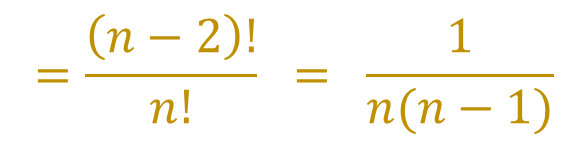 = (n − 2)! / n! = 1 / n(n − 1)